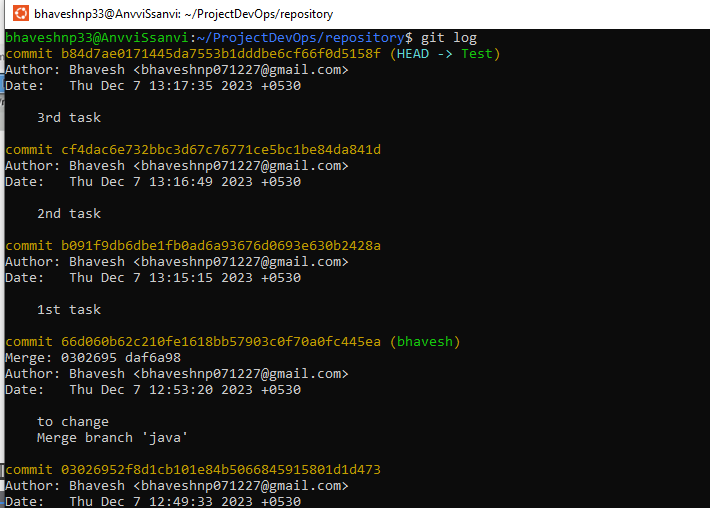 bhaveshnp33@AnvviSsanvi: ~/ProjectDevOps/repository
bhaveshnp33@AnvviSsanvi:~/ProjectDevOps/repository$ git log
commit b84d7ae0171445da7553b1dddbe6cf66f0d5158f (HEAD -> Test)
Author: Bhavesh <bhaveshnp071227@gmail.com>
Date:   Thu Dec 7 13:17:35 2023 +0530
3rd task
commit cf4dac6e732bbc3d67c76771ce5bc1be84da841d
Author: Bhavesh <bhaveshnp071227@gmail.com>
Date:   Thu Dec 7 13:16:49 2023 +0530
2nd task
commit b091f9db6dbe1fb0ad6a93676d0693e630b2428a
Author: Bhavesh <bhaveshnp071227@gmail.com>
Date:   Thu Dec 7 13:15:15 2023 +0530
1st task
commit 66d060b62c210fe1618bb57903c0f70a0fc445ea (bhavesh)
Merge: 0302695 daf6a98
Author: Bhavesh <bhaveshnp071227@gmail.com>
Date:   Thu Dec 7 12:53:20 2023 +0530
to change
Merge branch 'java'
commit 03026952f8d1cb101e84b5066845915801d1d473
Author: Bhavesh <bhaveshnp071227@gmail.com>
Date:   Thu Dec 7 12:49:33 2023 +0530